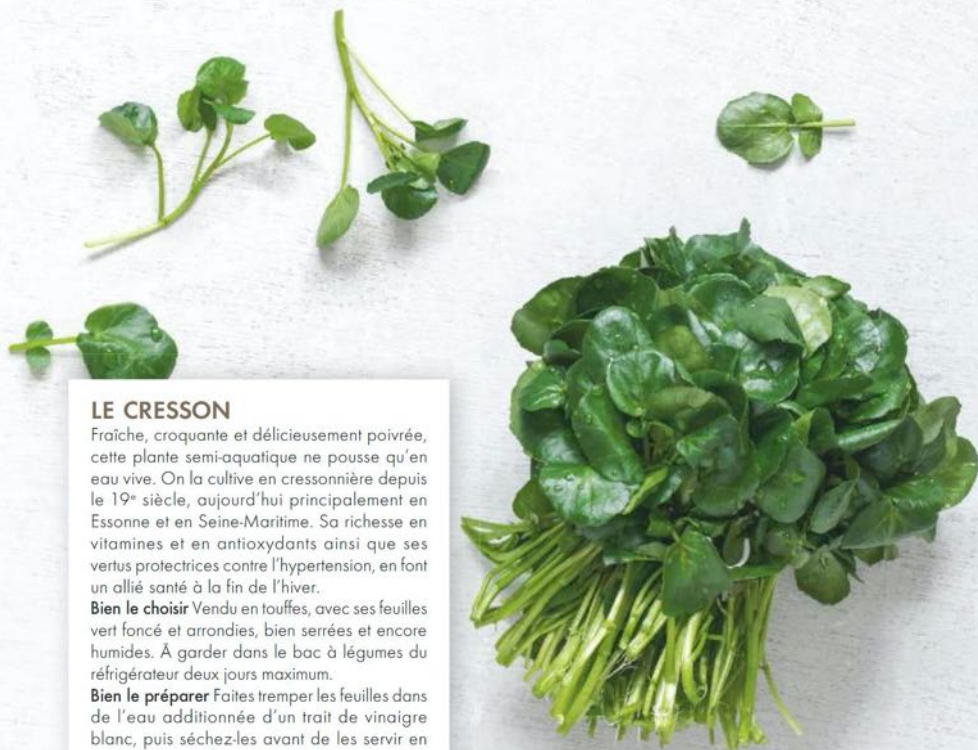 LE CRESSON
Fraîche, croquante et délicieusement poivrée,
cette plante semi-aquatique ne pousse qu'en
eau vive. On la cultive en cressonnière depuis
le 19e siècle, aujourd'hui principalement en
Essonne et en Seine-Maritime. Sa richesse en
vitamines et en antioxydants ainsi que ses
vertus protectrices contre l'hypertension, en font
un allié santé à la fin de l'hiver.
Bien le choisir Vendu en touffes, avec ses feuilles
vert foncé et arrondies, bien serrées et encore
humides. Ā garder dans le bac à légumes du
réfrigérateur deux jours maximum.
Bien le préparer Faites tremper les feuilles dans
de l'eau additionnée d'un trait de vinaigre
blanc, puis séchez-les avant de les servir en